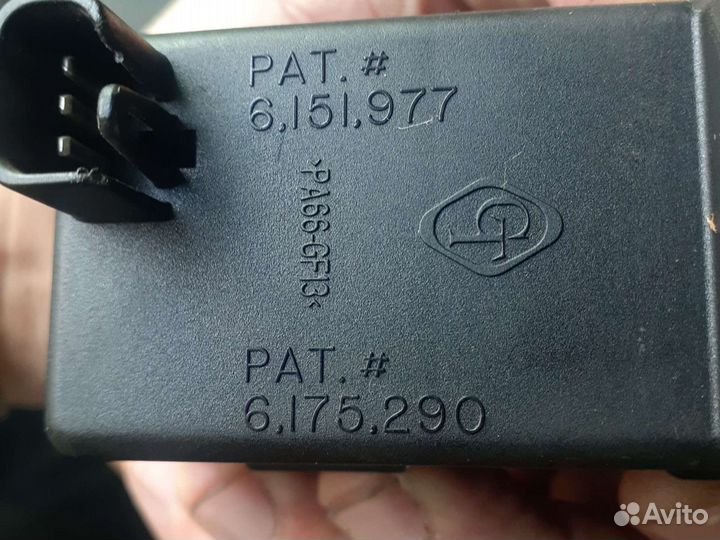 PAT. #
6,151,977
>PA66-GF13<
PAT. #
6,175,290
Avito